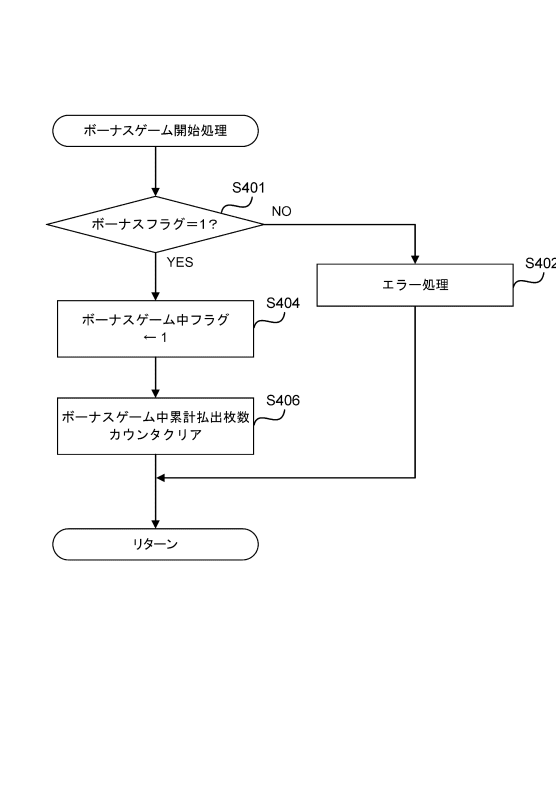 ボーナスゲーム開始処理
S401
ボーナスフラグ＝1？
NO
YES
S402
エラー処理
S404
ボーナスゲーム中フラグ
← 1
S406
ボーナスゲーム中累計払出枚数
カウンタクリア
リターン